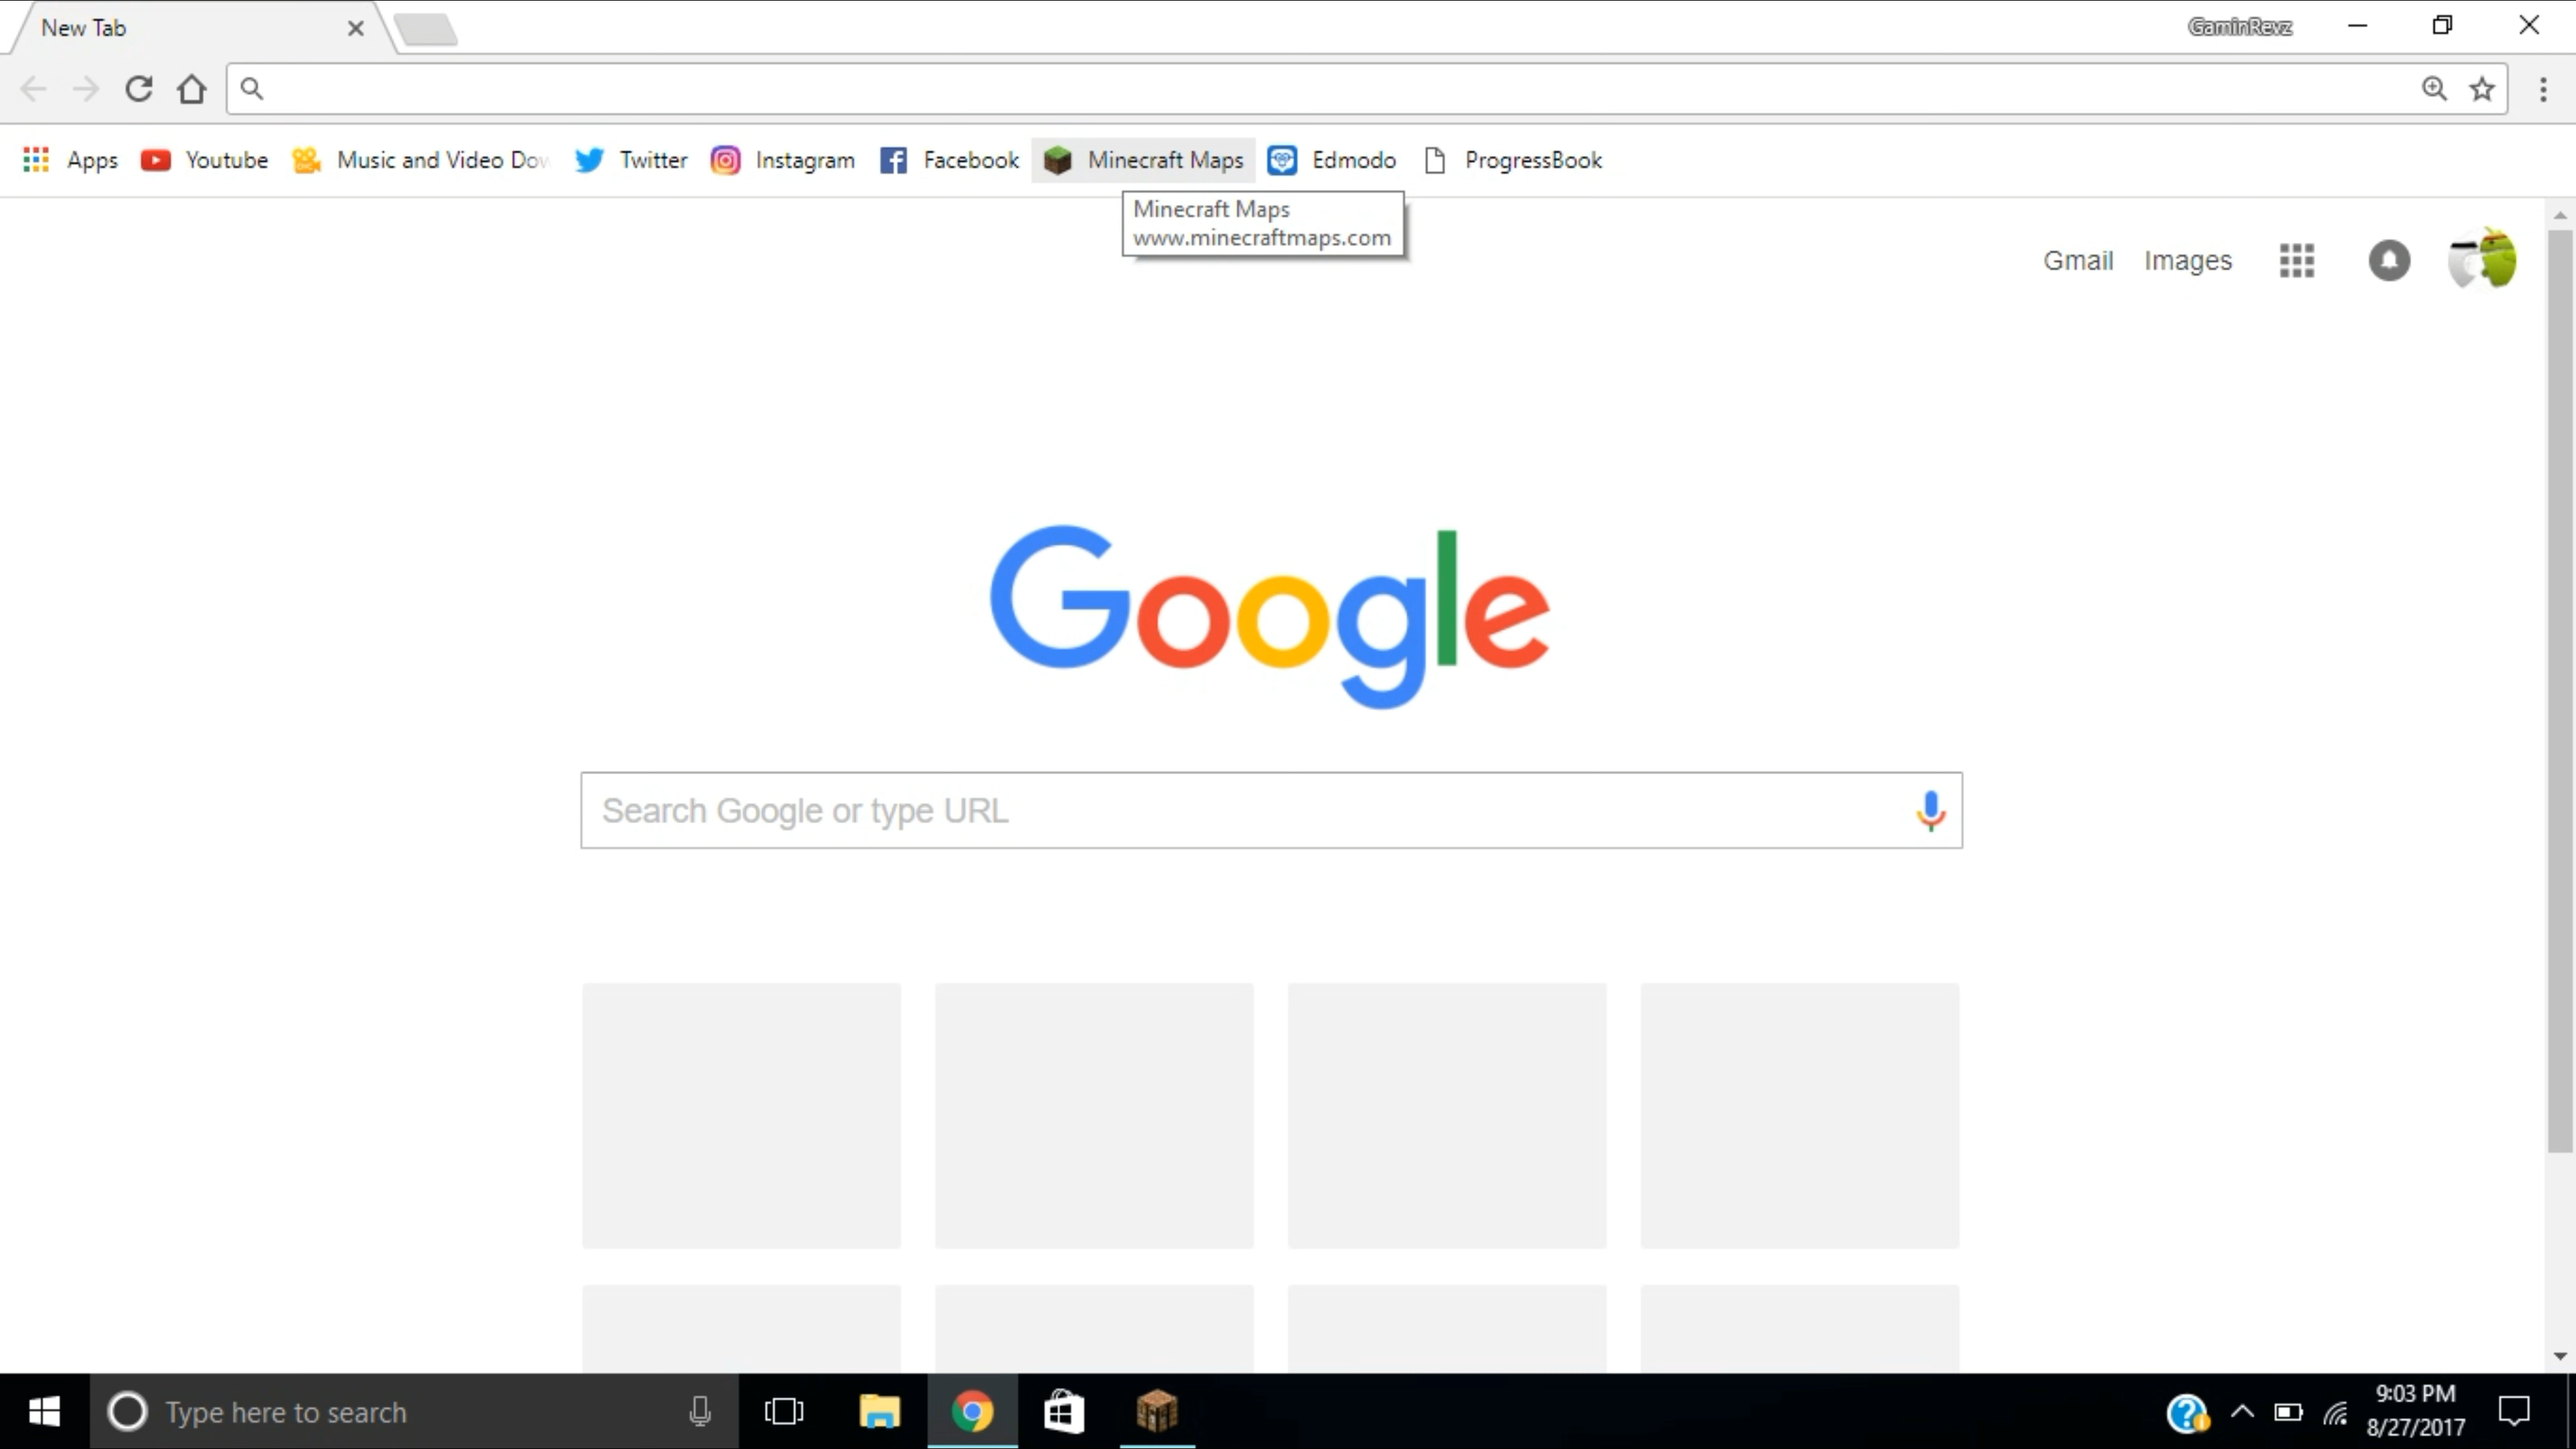 New Tab
GaminRevz
Apps Youtube Music and Video Dow Twitter Instagram Facebook Minecraft Maps Edmodo ProgressBook
Minecraft Maps
www.minecraftmaps.com
Gmail Images
Google
Search Google or type URL
Type here to search
9:03 PM
8/27/2017